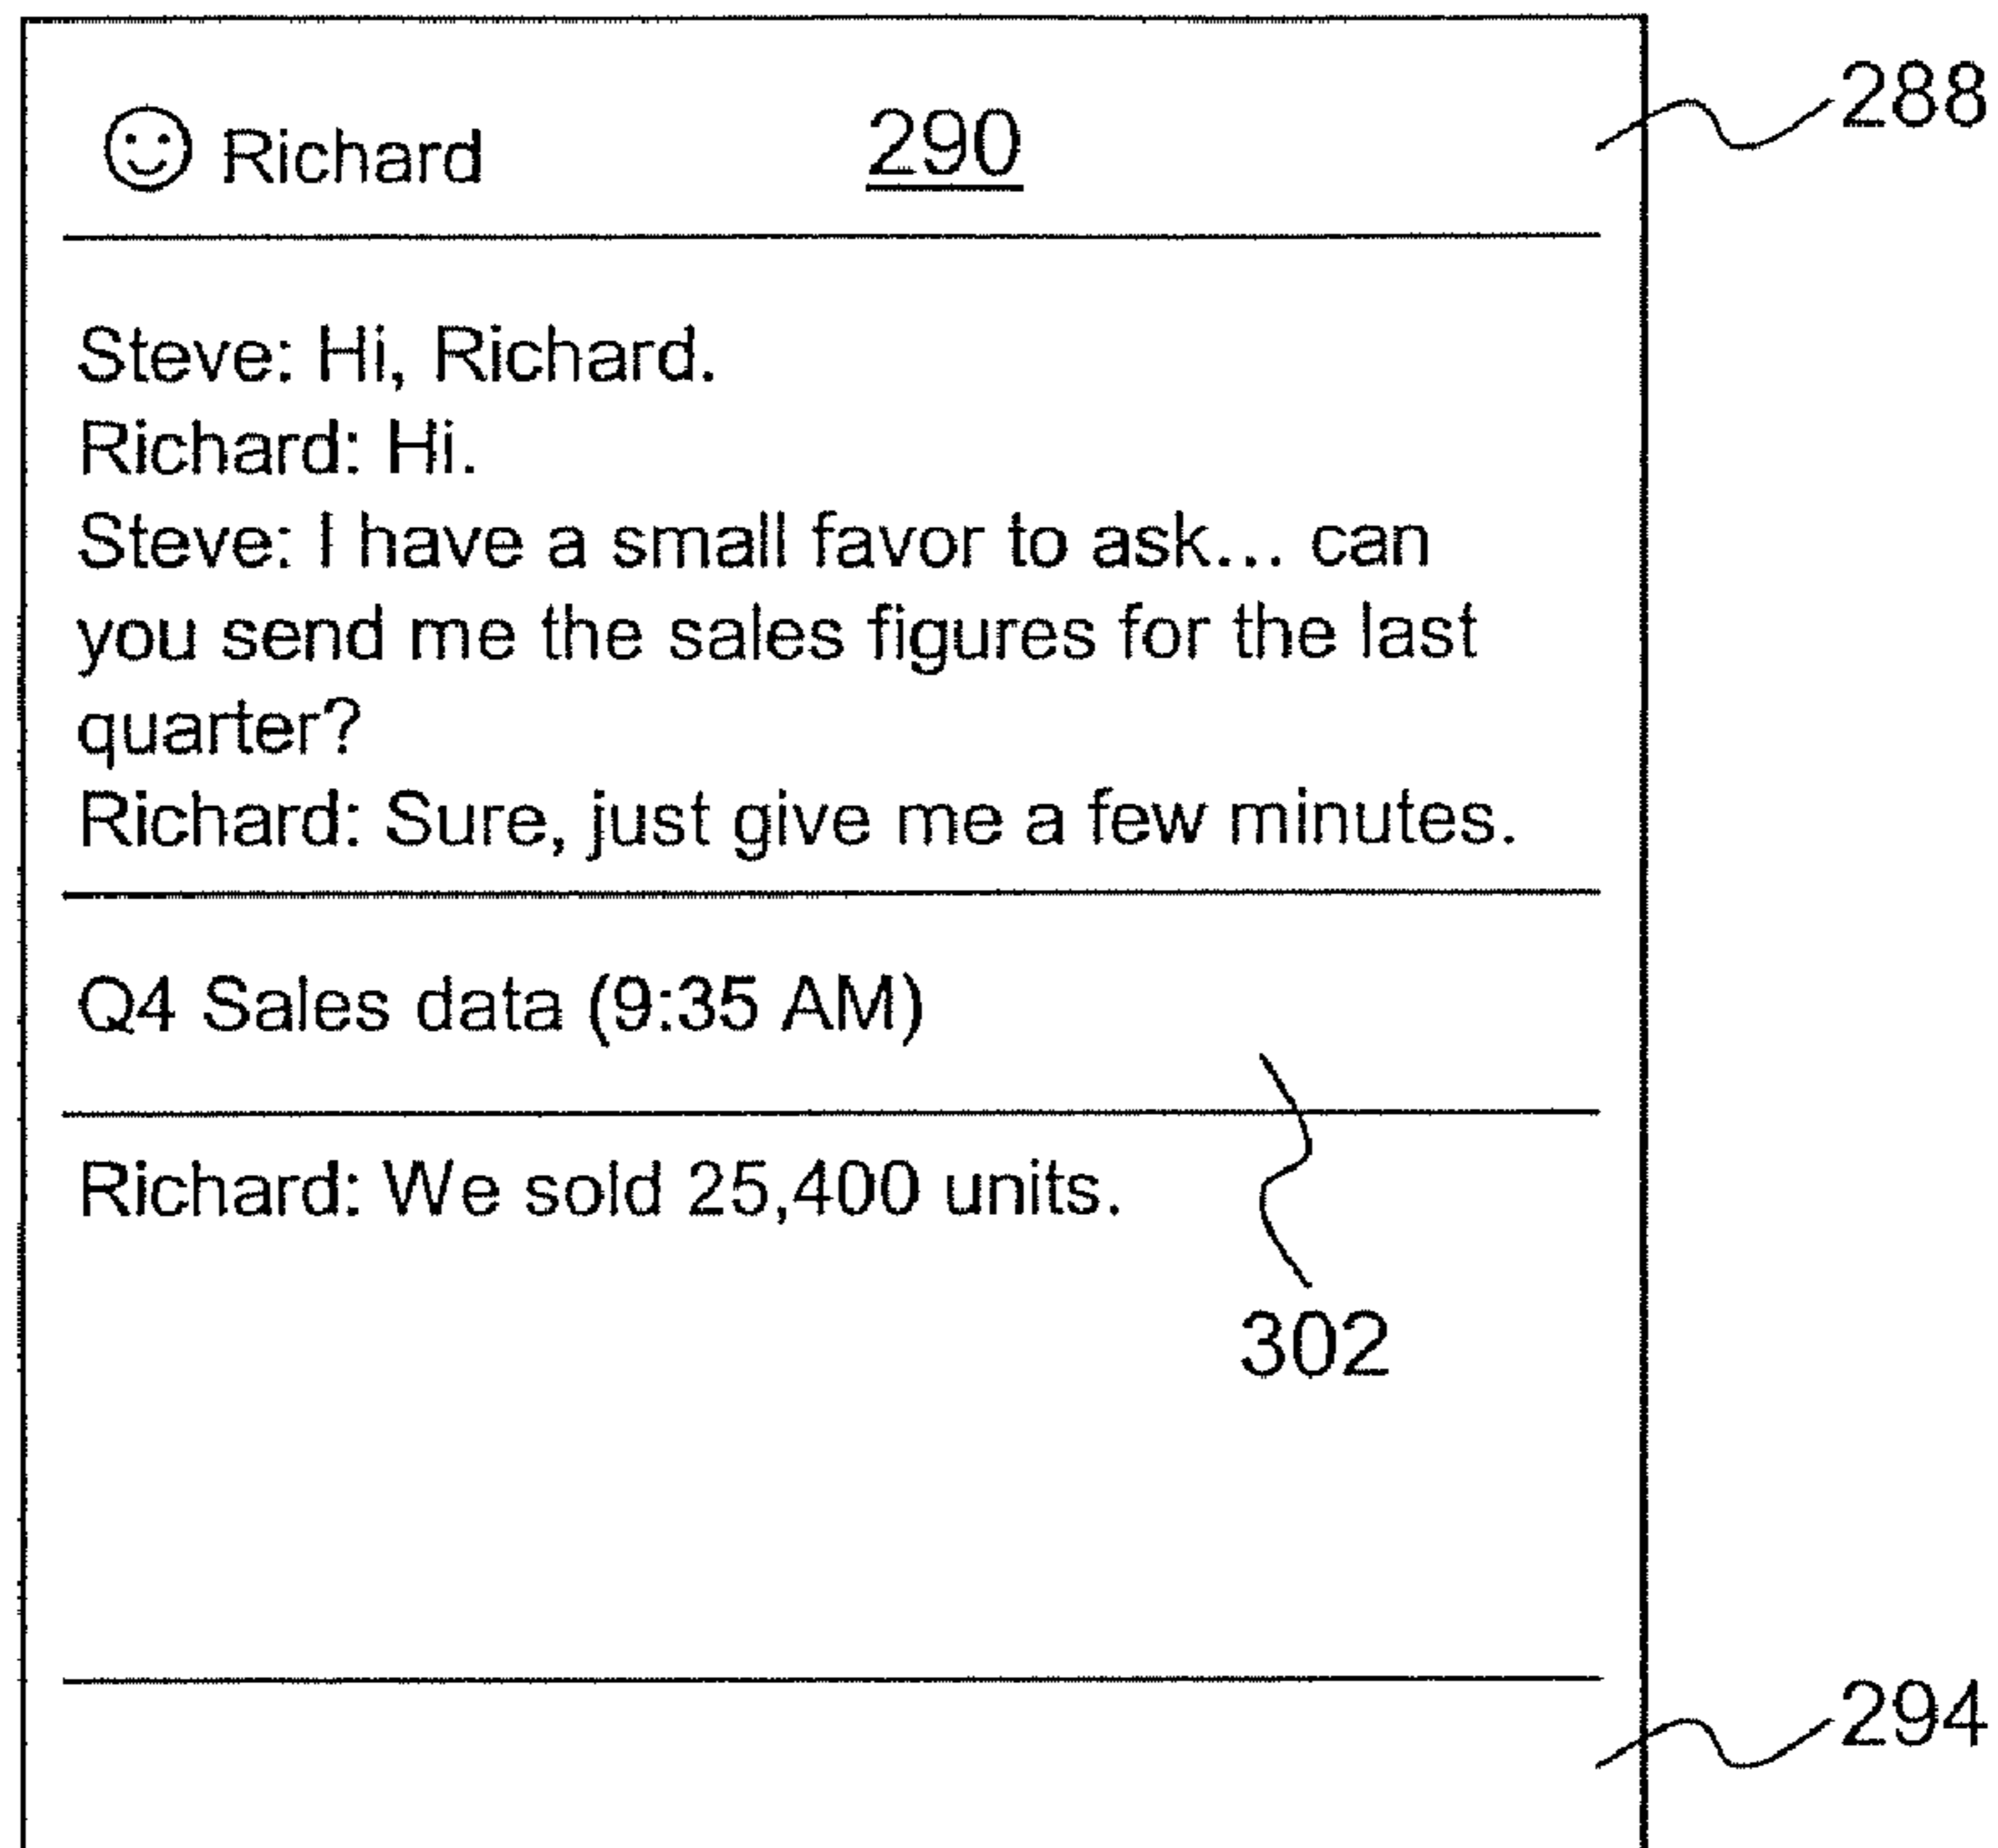 288
☺ Richard 290
Steve: Hi, Richard.
Richard: Hi.
Steve: I have a small favor to ask... can
you send me the sales figures for the last
quarter?
Richard: Sure, just give me a few minutes.
Q4 Sales data (9:35 AM)
Richard: We sold 25,400 units.
302
294